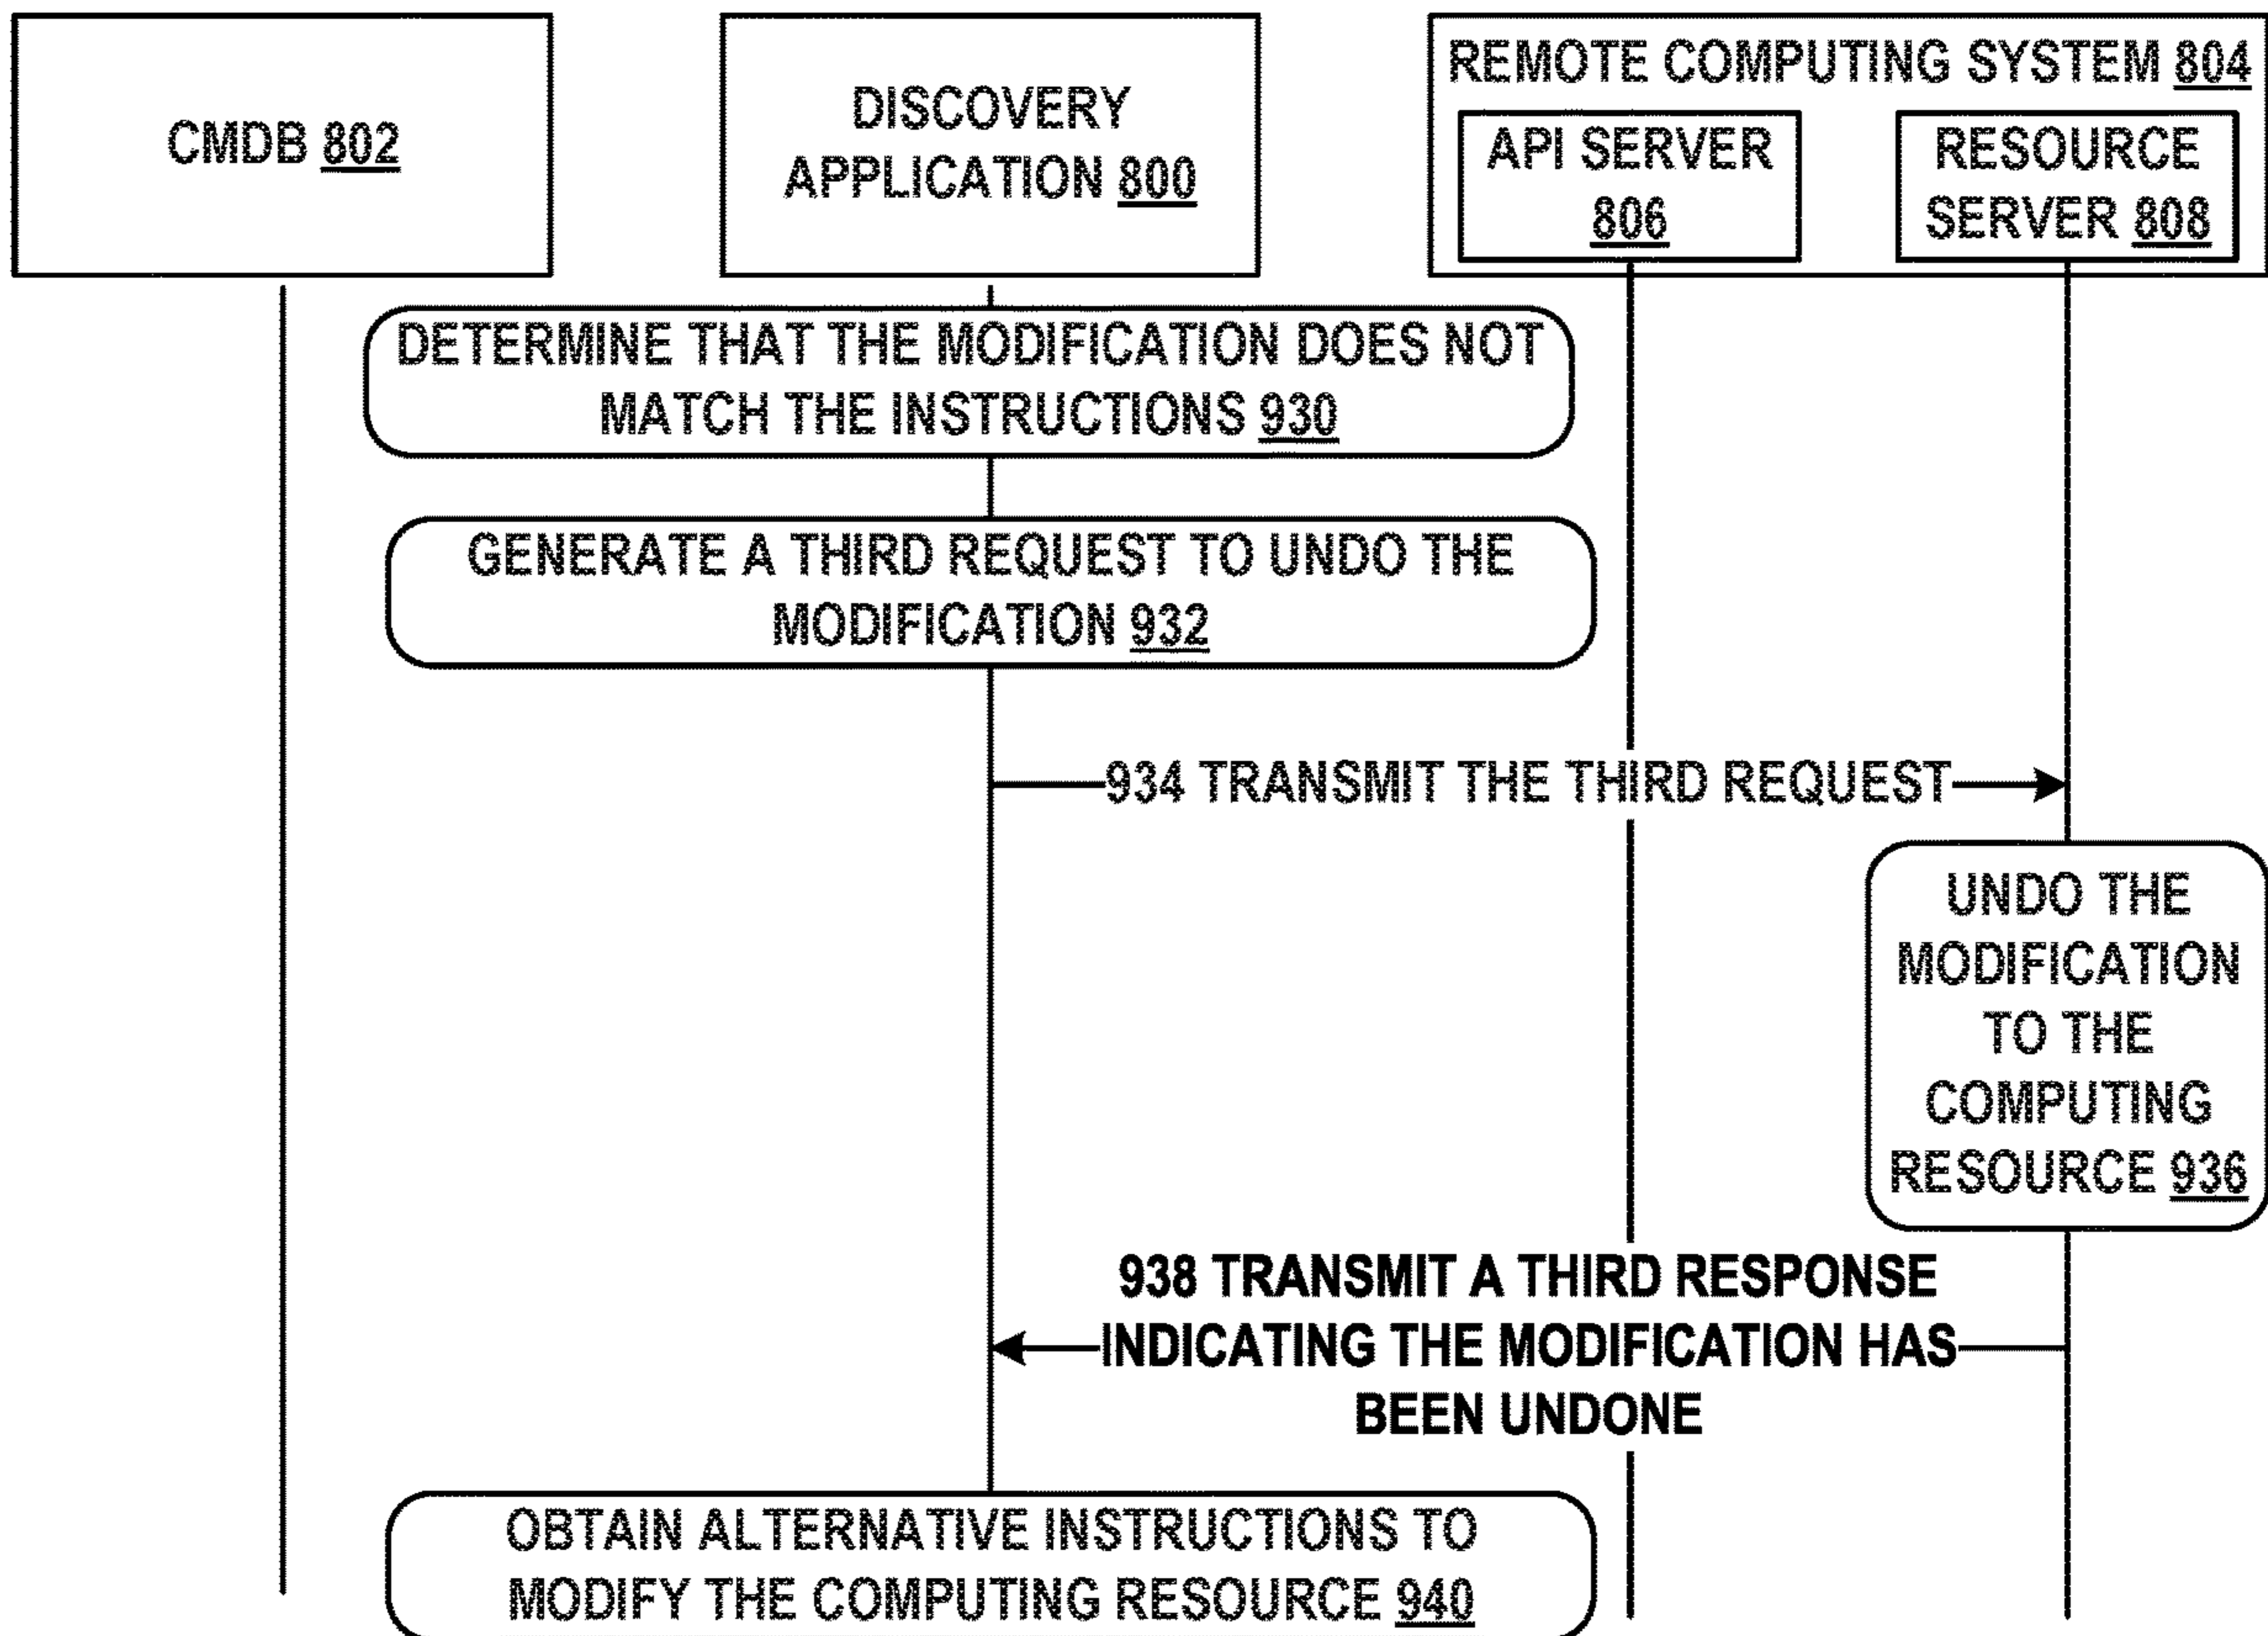 CMDB 802
DISCOVERY
APPLICATION 800
REMOTE COMPUTING SYSTEM 804
API SERVER
806
RESOURCE
SERVER 808
DETERMINE THAT THE MODIFICATION DOES NOT
MATCH THE INSTRUCTIONS 930
GENERATE A THIRD REQUEST TO UNDO THE
MODIFICATION 932
934 TRANSMIT THE THIRD REQUEST
UNDO THE
MODIFICATION
TO THE
COMPUTING
RESOURCE 936
938 TRANSMIT A THIRD RESPONSE
INDICATING THE MODIFICATION HAS
BEEN UNDONE
OBTAIN ALTERNATIVE INSTRUCTIONS TO
MODIFY THE COMPUTING RESOURCE 940